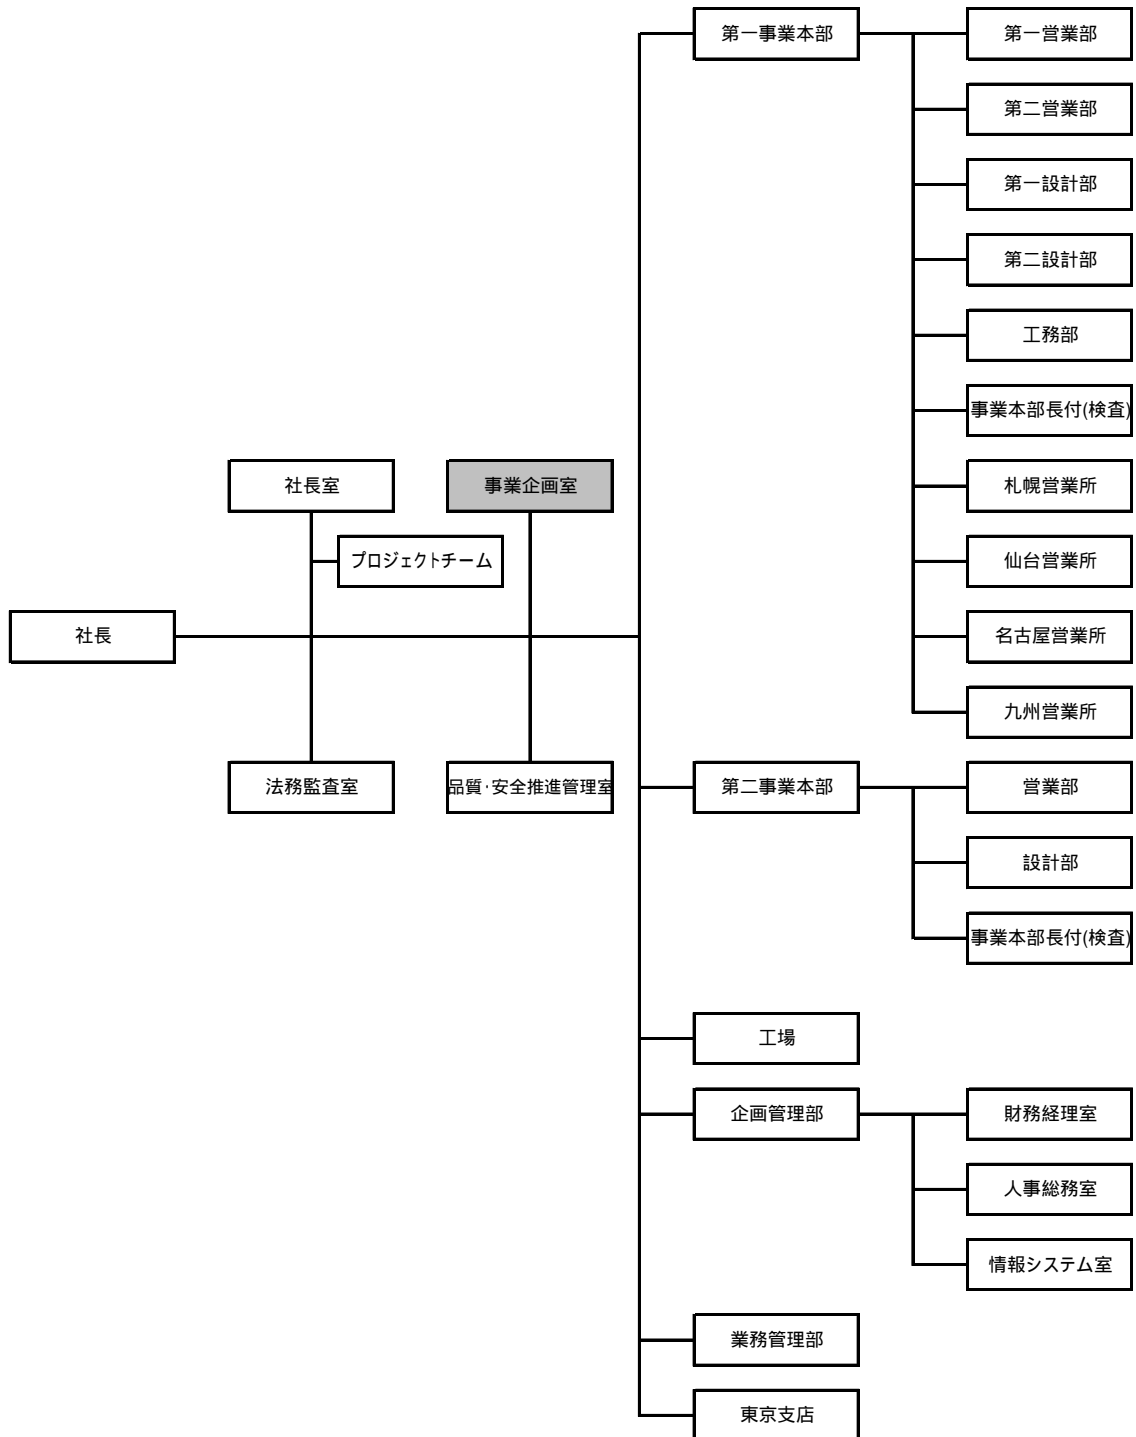 第一事業本部
第一営業部
第二営業部
第一設計部
第二設計部
工務部
事業本部長付(検査)
社長室
事業企画室
札幌営業所
プロジェクトチーム
仙台営業所
社長
名古屋営業所
九州営業所
法務監査室
品質･安全推進管理室
第二事業本部
営業部
設計部
事業本部長付(検査)
工場
企画管理部
財務経理室
人事総務室
情報システム室
業務管理部
東京支店